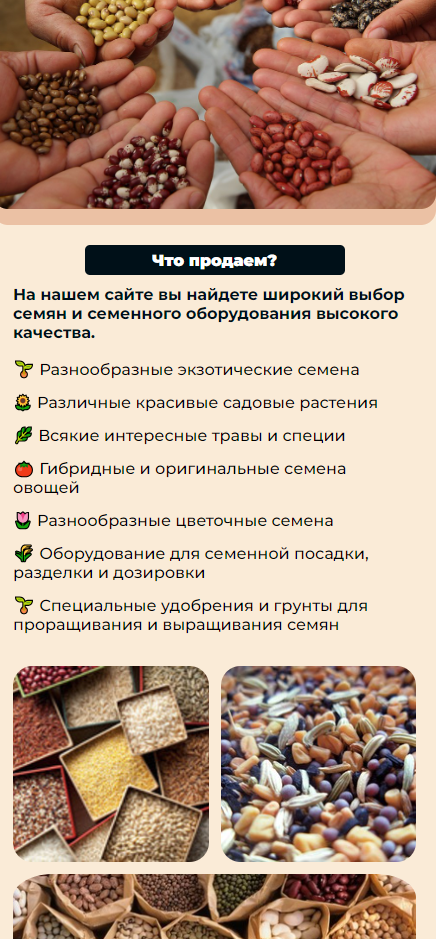 Что продаем?
На нашем сайте вы найдете широкий выбор
семян и семенного оборудования высокого
качества.
Разнообразные экзотические семена
Различные красивые садовые растения
Всякие интересные травы и специи
Гибридные и оригинальные семена
овощей
Разнообразные цветочные семена
Оборудование для семенной посадки,
разделки и дозировки
Специальные удобрения и грунты для
проращивания и выращивания семян